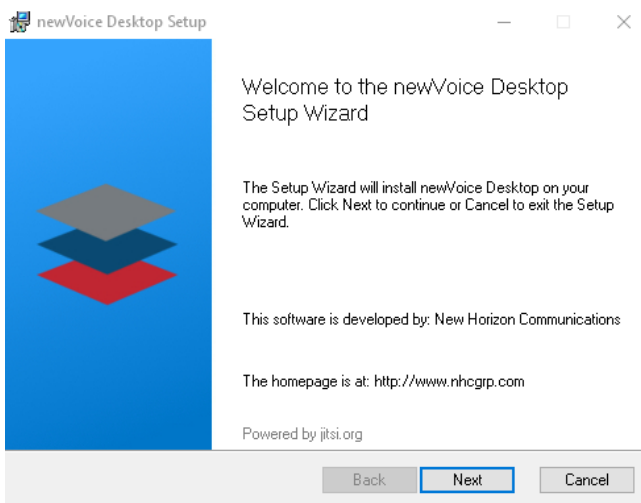 newVoice Desktop Setup
Welcome to the newVoice Desktop
Setup Wizard
The Setup Wizard will install newVoice Desktop on your
computer. Click Next to continue or Cancel to exit the Setup
Wizard.
This software is developed by: New Horizon Communications
The homepage is at: http://www.nhcgrp.com
Powered by jitsi.org
Back Next Cancel